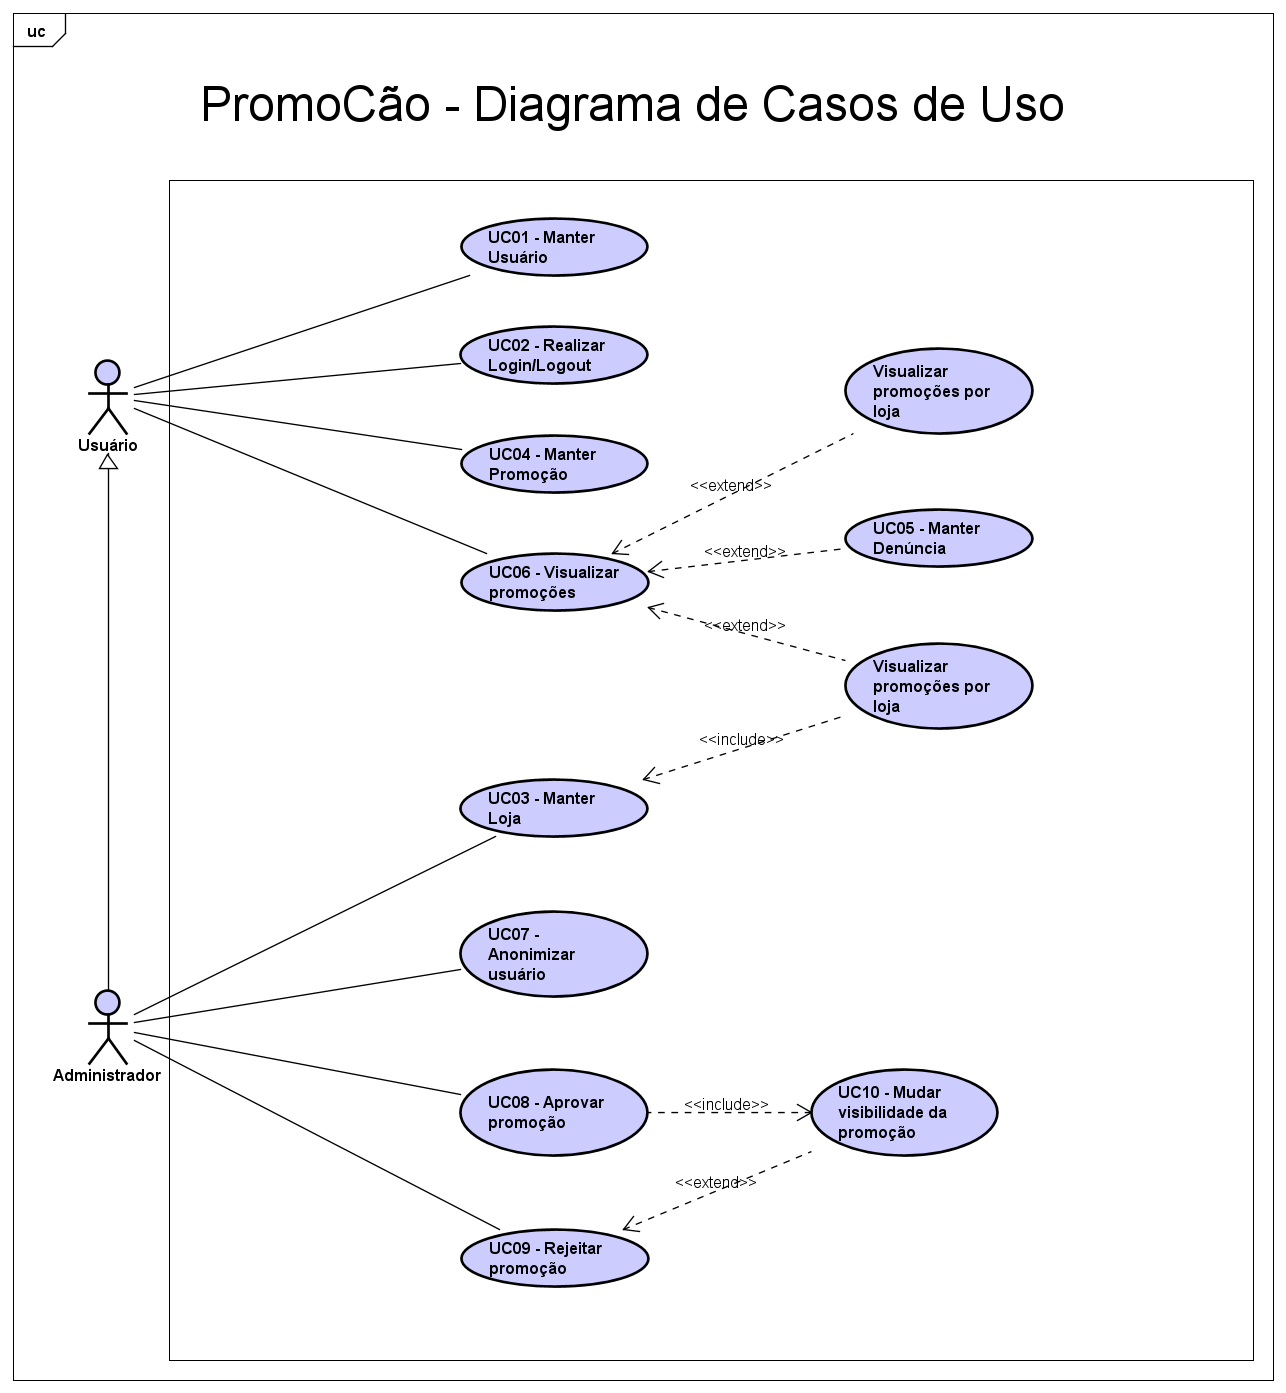 uc
PromoCão - Diagrama de Casos de Uso
UC01 - Manter
Usuário
UC02 - Realizar
Login/Logout
Visualizar
promoções por
loja
Usuário
UC04 - Manter
Promoção
<<extend>>
UC05 - Manter
Denúncia
<<extend>>
UC06 - Visualizar
promoções
<<extend>>
Visualizar
promoções por
loja
<<include>>
UC03 - Manter
Loja
UC07 -
Anonimizar
usuário
Administrador
UC08 - Aprovar
promoção
<<include>>
UC10 - Mudar
visibilidade da
promoção
<<extend>>
UC09 - Rejeitar
promoção